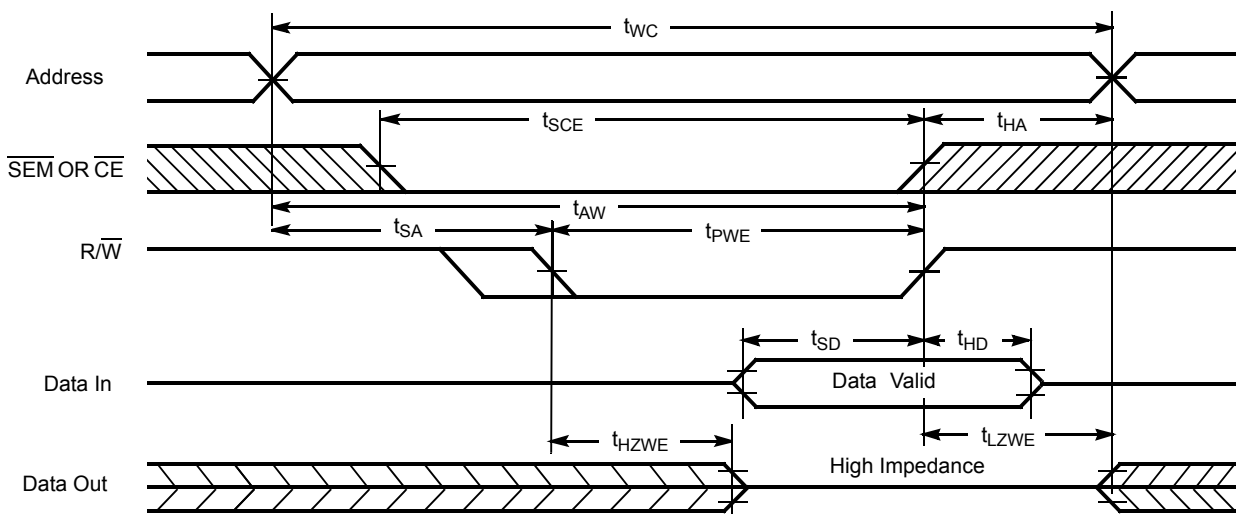 tWC
Address
tSCE
tHA
SEM OR CE
tAW
tSA
tPWE
R/W
tSD
tHD
Data In
Data Valid
tHZWE
tLZWE
High Impedance
Data Out